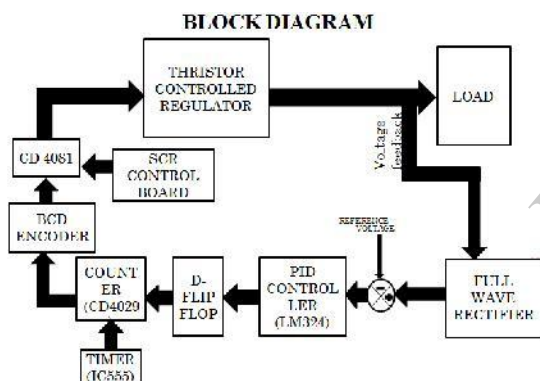 BLOCK DIAGRAM
THRISTOR
CONTROLLED
REGULATOR
LOAD
Voltage
feedback
CD 4081
SCR
CONTROL
BOARD
BCD
ENCODER
REFERENCE
VOLTAGE
COUNT
ER
(CD4029
D-
FLIP
FLOP
PID
CONTROL
LER
(LM324)
FULL
WAVE
RECTIFIER
TIMER
(IC555)